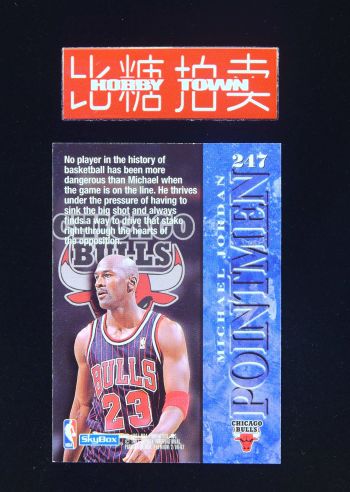 比糖拍卖
HOBBY TOWN
247
No player in the history of
basketball has been more
dangerous than Michael when
the game is on the line. He thrives
under the pressure of having to
sink the big shot and always
finds a way to drive that stake
right through the hearts of
the opposition.
CHICAGO
BULLS
MICHAEL JORDAN
POINTMEN
BULLS
23
CHICAGO
BULLS
NBA
SkyBox